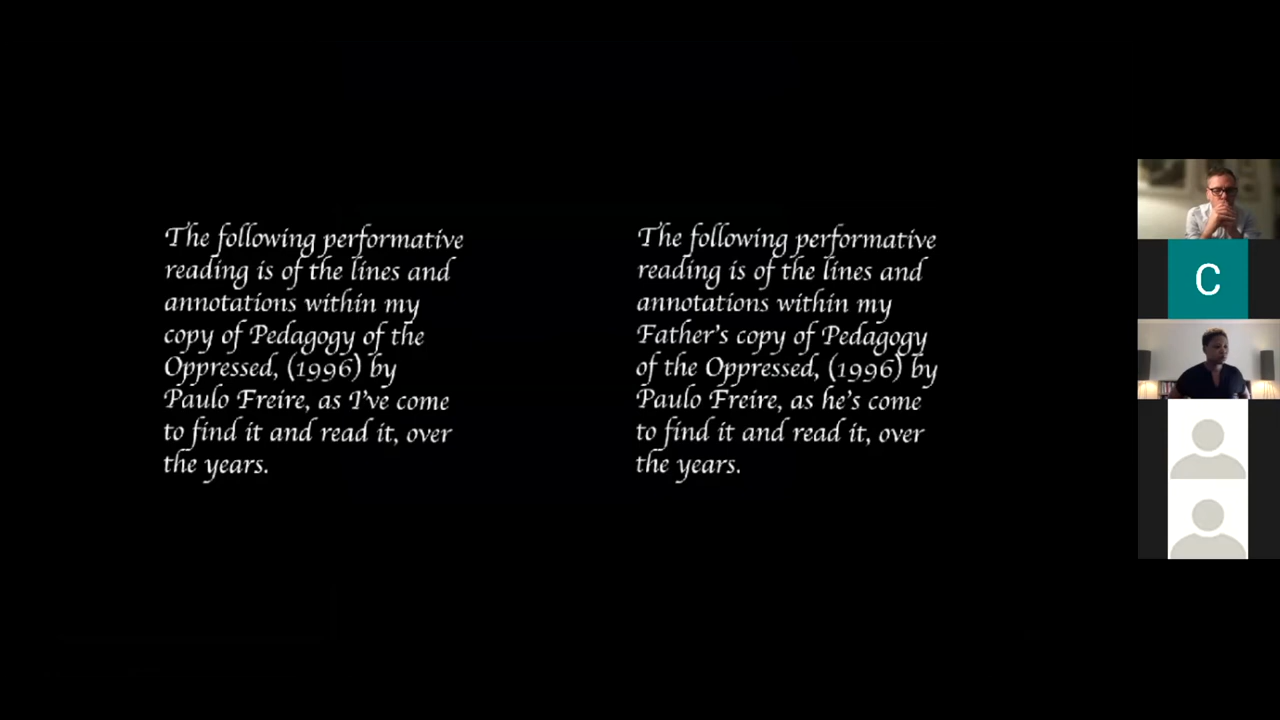 The following performative
reading is of the lines and
annotations within my
copy of Pedagogy of the
Oppressed, (1996) by
Paulo Freire, as I've come
to find it and read it, over
the years.
The following performative
reading is of the lines and
annotations within my
Father's copy of Pedagogy
of the Oppressed, (1996) by
Paulo Freire, as he's come
to find it and read it, over
the years.
C